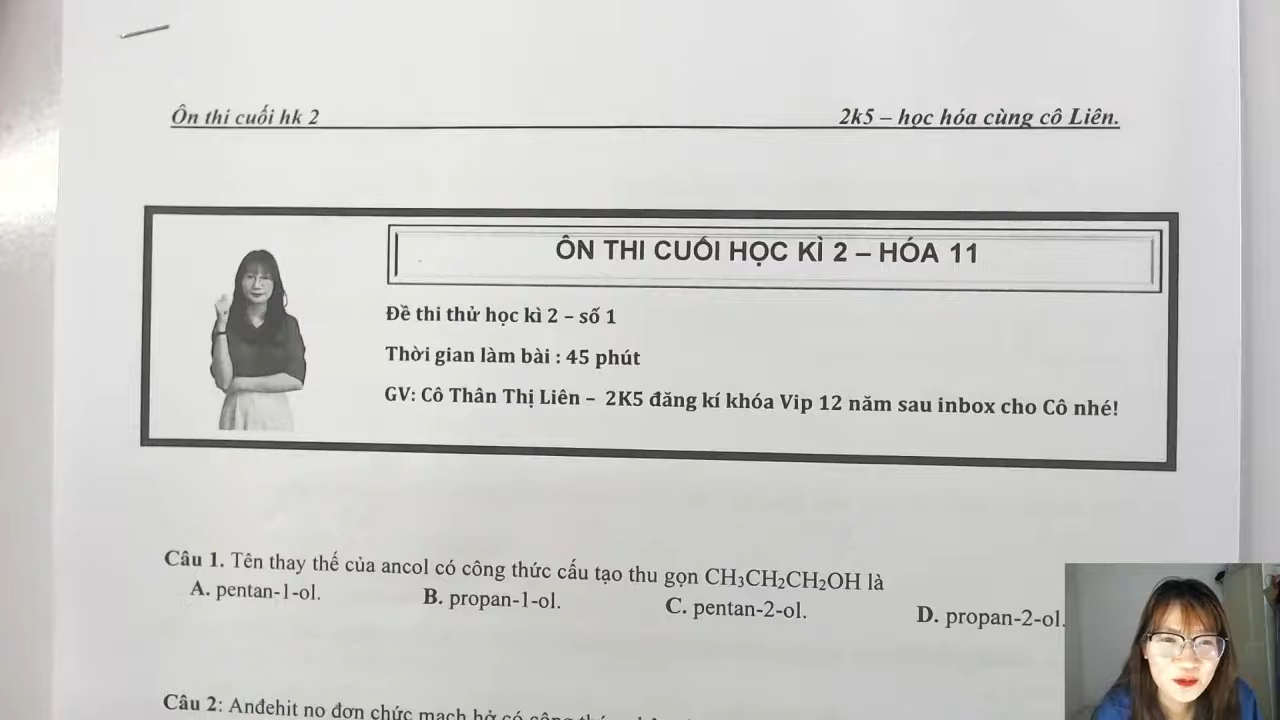 Ôn thi cuối hk 2
2k5 – học hóa cùng cô Liên.
ÔN THI CUỐI HỌC KÌ 2 – HÓA 11
Đề thi thử học kì 2 – số 1
Thời gian làm bài : 45 phút
GV: Cô Thân Thị Liên – 2K5 đăng kí khóa Vip 12 năm sau inbox cho Cô nhé!
Câu 1. Tên thay thế của ancol có công thức cấu tạo thu gọn CH₃CH₂CH₂OH là
A. pentan-1-ol. B. propan-1-ol. C. pentan-2-ol. D. propan-2-ol.
Câu 2: Anđehit no đơn chức mạch hở có công